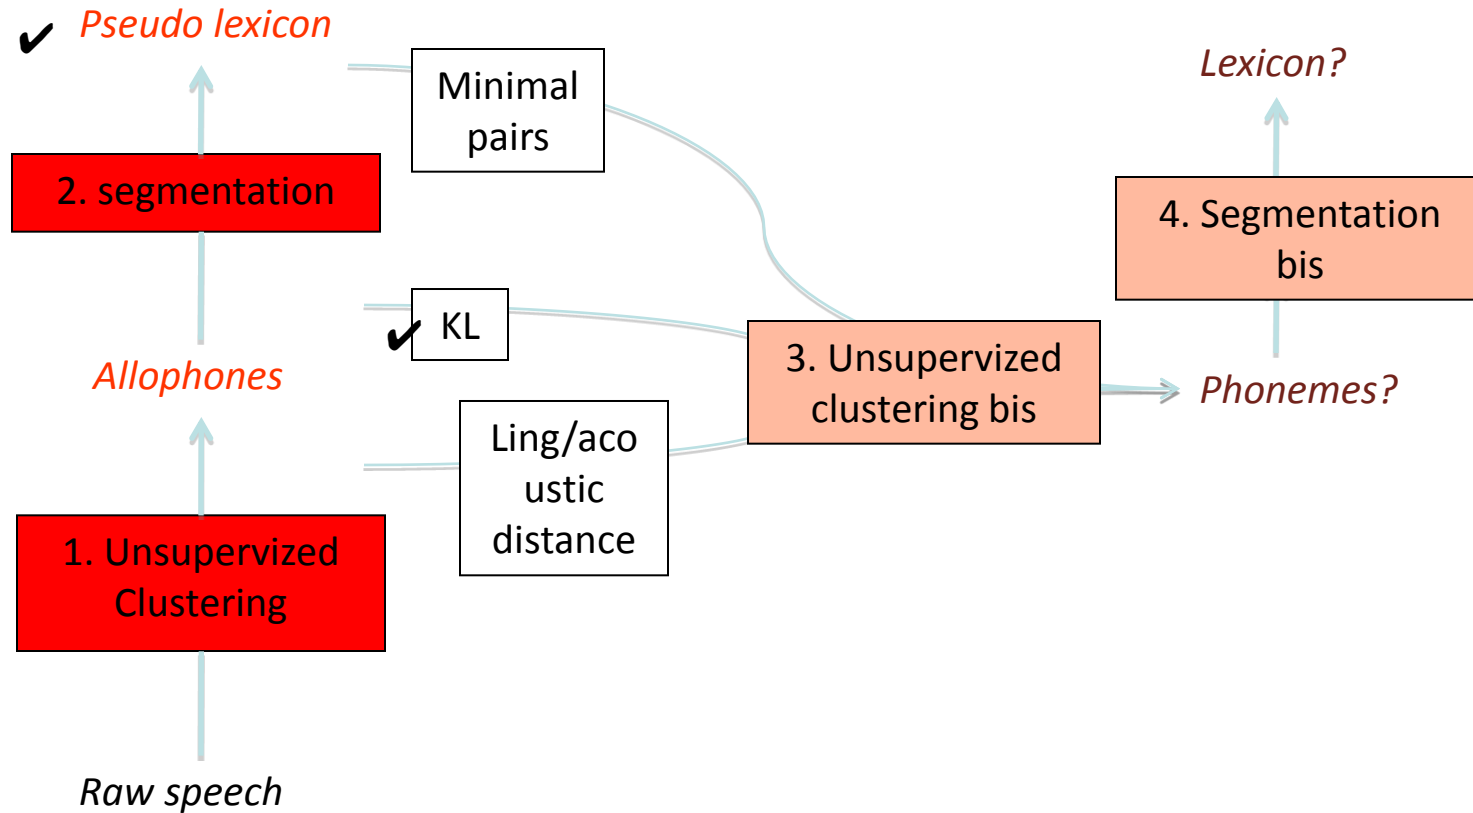 ✔ Pseudo lexicon
Minimal
pairs
2. segmentation
✔ KL
Allophones
Ling/aco
ustic
distance
1. Unsupervized
Clustering
Raw speech
3. Unsupervized
clustering bis
Lexicon?
4. Segmentation
bis
Phonemes?